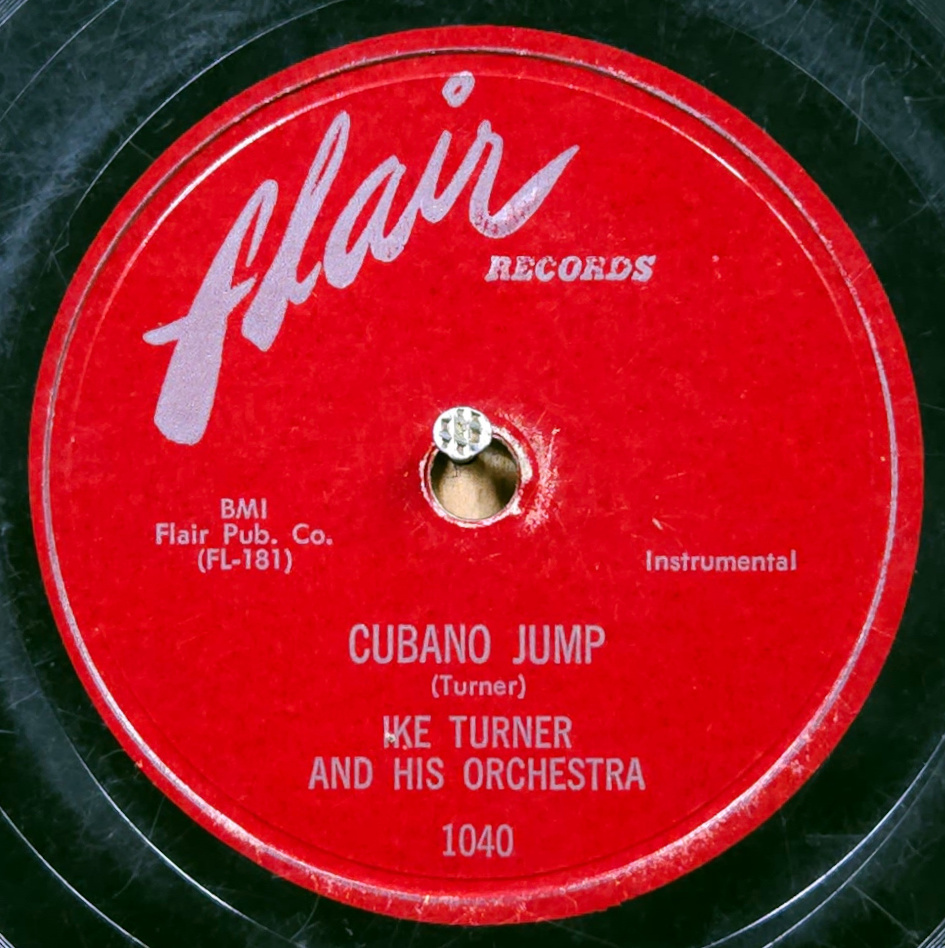 flair
RECORDS
BMI
Flair Pub. Co.
(FL-181)
Instrumental
CUBANO JUMP
(Turner)
IKE TURNER
AND HIS ORCHESTRA
1040